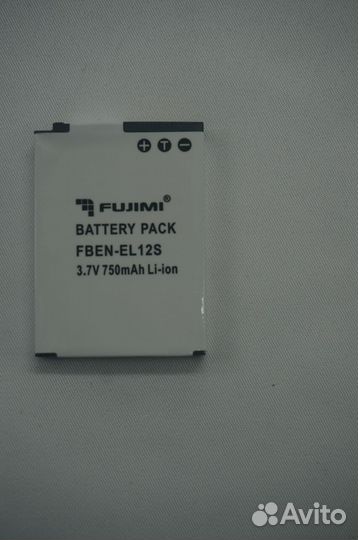 + T -
FUJIMI®
BATTERY PACK
FBEN-EL12S
3.7V 750mAh Li-ion
Avito